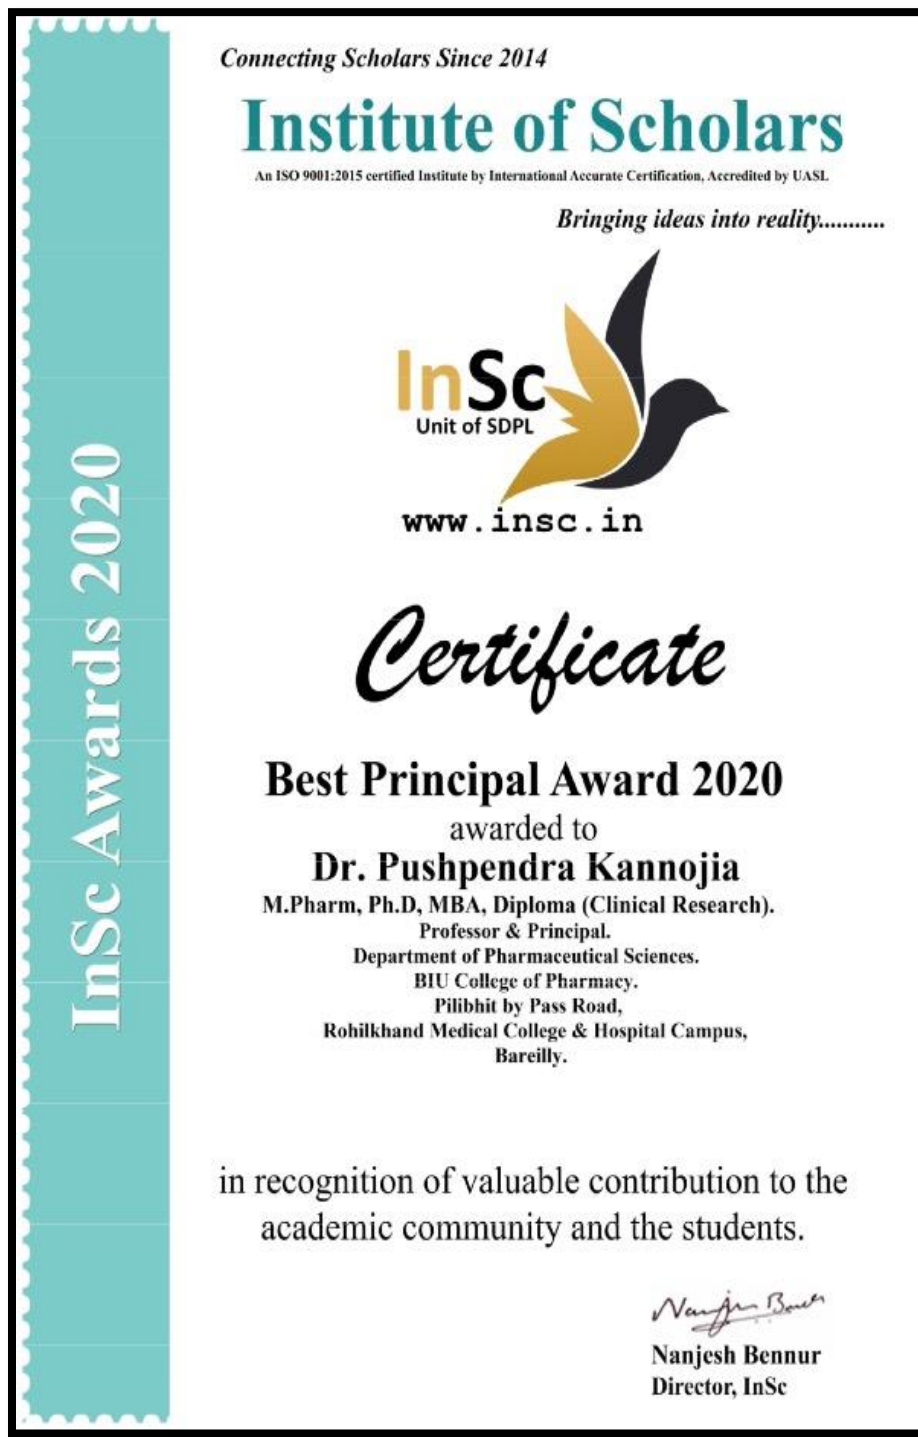 Connecting Scholars Since 2014
Institute of Scholars
An ISO 9001:2015 certified Institute by International Accurate Certification, Accredited by UASL
Bringing ideas into reality...........
InSc
Unit of SDPL
www.insc.in
InSc Awards 2020
Certificate
Best Principal Award 2020
awarded to
Dr. Pushpendra Kannojia
M.Pharm, Ph.D, MBA, Diploma (Clinical Research).
Professor & Principal.
Department of Pharmaceutical Sciences.
BIU College of Pharmacy.
Pilibhit by Pass Road,
Rohilkhand Medical College & Hospital Campus,
Bareilly.
in recognition of valuable contribution to the
academic community and the students.
Nanjesh Bennur
Director, InSc